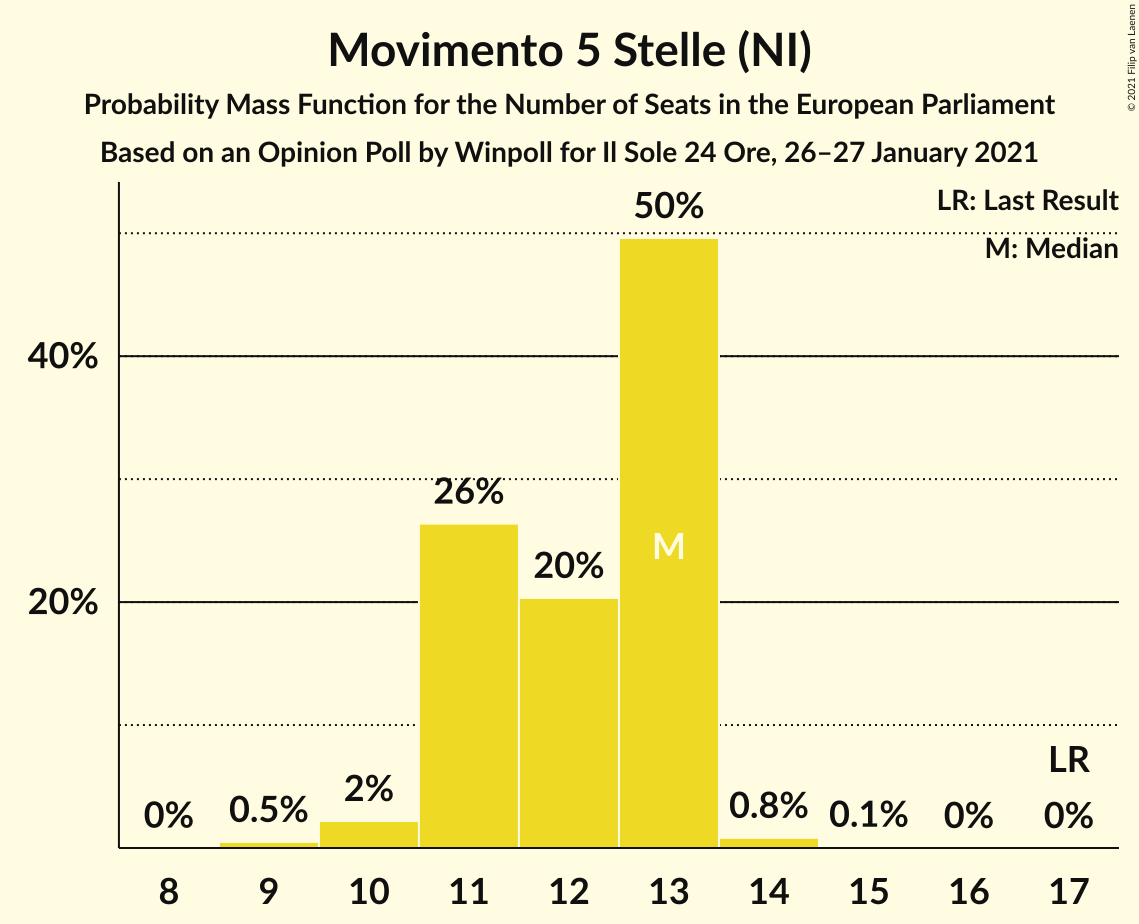 Movimento 5 Stelle (NI)
Probability Mass Function for the Number of Seats in the European Parliament
Based on an Opinion Poll by Winpoll for Il Sole 24 Ore, 26–27 January 2021
© 2021 Filip van Laenen
LR: Last Result
M: Median
50%
40%
26%
M
20%
20%
LR
0%
0.5%
2%
0.8%
0.1%
0%
0%
8 9 10 11 12 13 14 15 16 17